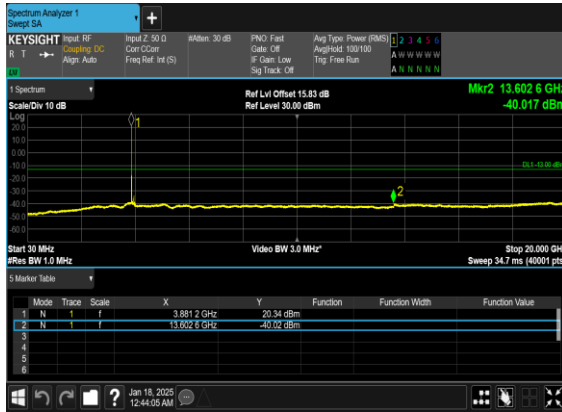 Spectrum Analyzer 1
Swept SA
+
KEYSIGHT Input: RF Input Z: 50 Ω #Atten: 30 dB PNO: Fast Avg Type: Power (RMS) 1 2 3 4 5 6
R T Coupling: DC Corr CCorr Gate: Off Avg|Hold: 100/100 A W W W W W
Align: Auto Freq Ref: Int (S) IF Gain: Low Trig: Free Run
LU Sig Track: Off A N N N N N
1 Spectrum Ref Lvl Offset 15.83 dB Mkr2 13.602 6 GHz
Scale/Div 10 dB Ref Level 30.00 dBm -40.017 dBm
Log
20.0
10.0
0.00
-10.0
-20.0
-30.0
-40.0
-50.0
-60.0
1
DL1 -13.00 dBm
2
Start 30 MHz Video BW 3.0 MHz* Stop 20.000 GHz
#Res BW 1.0 MHz Sweep 34.7 ms (40001 pts)
5 Marker Table
Mode Trace Scale X Y Function Function Width Function Value
1 N 1 f 3.881 2 GHz 20.34 dBm
2 N 1 f 13.602 6 GHz -40.02 dBm
3
4
5
6
? Jan 18, 2025
12:44:05 AM